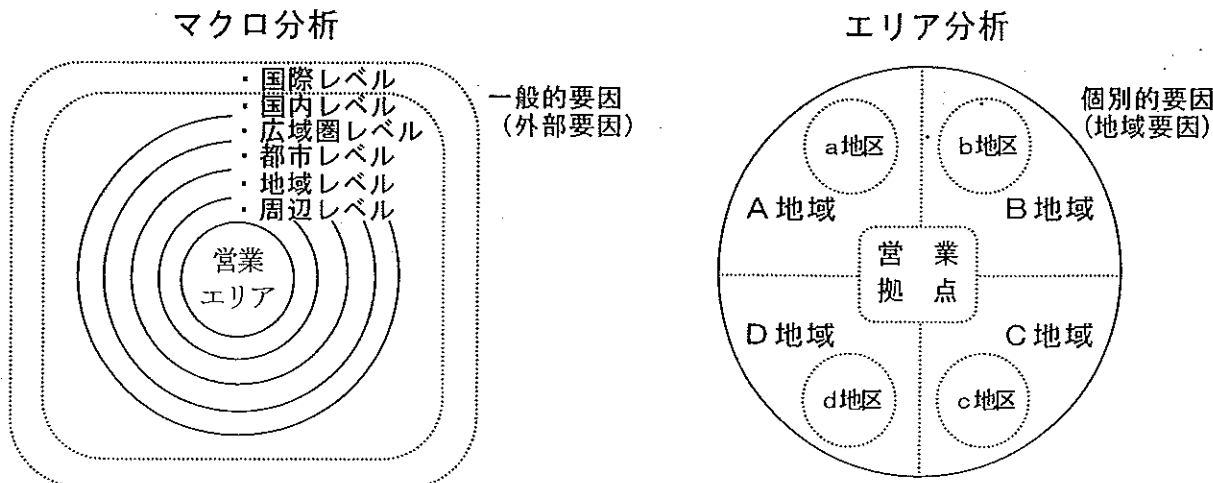 マクロ分析
・国際レベル
・国内レベル
・広域圏レベル
・都市レベル
・地域レベル
・周辺レベル
営業
エリア
一般的要因
(外部要因)
エリア分析
個別的要因
(地域要因)
a地区
b地区
A地域
B地域
営業
拠点
D地域
C地域
d地区
c地区